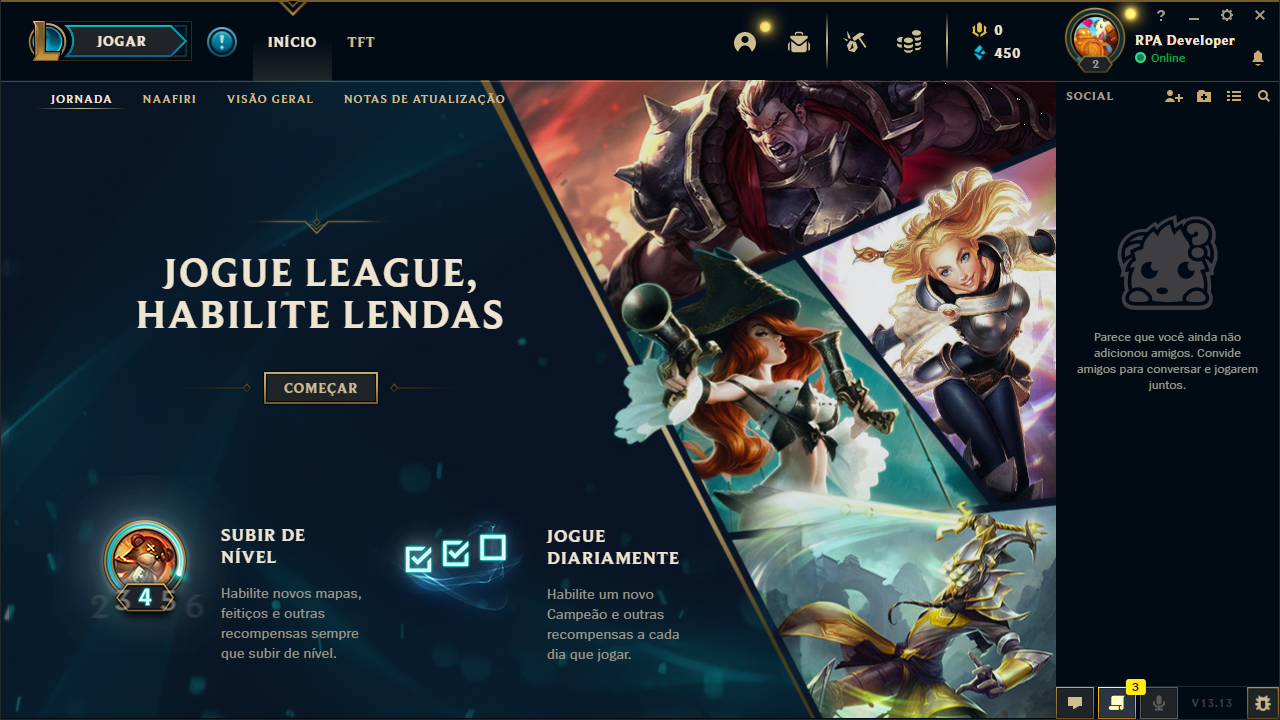 JOGAR
INÍCIO
TFT
0
450
?
RPA Developer
Online
2
JORNADA
NAAFIRI
VISÃO GERAL
NOTAS DE ATUALIZAÇÃO
SOCIAL
JOGUE LEAGUE,
HABILITE LENDAS
COMEÇAR
Parece que você ainda não
adicionou amigos. Convide
amigos para conversar e jogarem
juntos.
SUBIR DE
NÍVEL
Habilite novos mapas,
feitiços e outras
recompensas sempre
que subir de nível.
2 3 4 5 6
JOGUE
DIARIAMENTE
Habilite um novo
Campeão e outras
recompensas a cada
dia que jogar.
3
V13.13